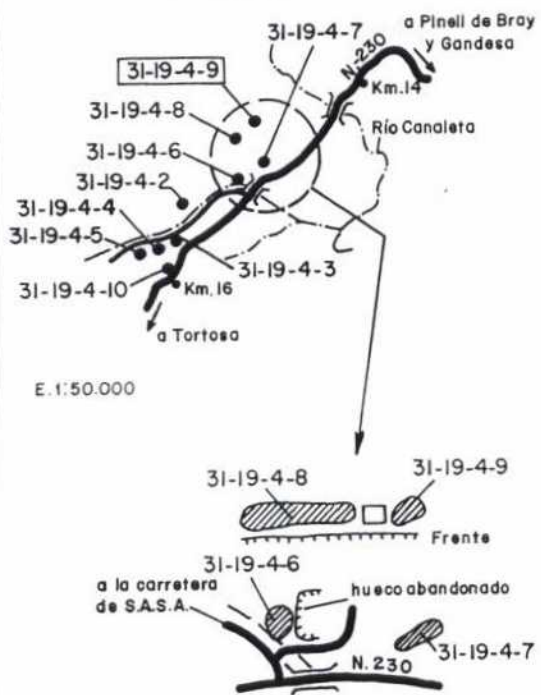 a Pinell de Bray
y Gandesa
31-19-4-7
N-230
31-19-4-9
Km.14
31-19-4-8
Río Canaleta
31-19-4-6
31-19-4-2
31-19-4-4
31-19-4-5
31-19-4-3
31-19-4-10
Km.16
a Tortosa
E.1:50.000
31-19-4-8
31-19-4-9
Frente
31-19-4-6
a la carretera
de S.A.S.A.
hueco abandonado
31-19-4-7
N.230